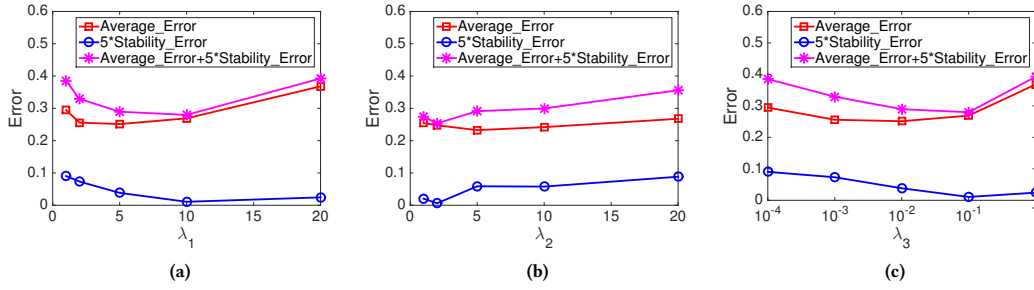 0.6
0.5
0.4
0.3
0.2
0.1
0
Error
Average_Error
5*Stability_Error
Average_Error+5*Stability_Error
0 5 10 15 20
λ1
(a)
0.6
0.5
0.4
0.3
0.2
0.1
0
Error
Average_Error
5*Stability_Error
Average_Error+5*Stability_Error
0 5 10 15 20
λ2
(b)
0.6
0.5
0.4
0.3
0.2
0.1
0
Error
Average_Error
5*Stability_Error
Average_Error+5*Stability_Error
10-4 10-3 10-2 10-1
λ3
(c)